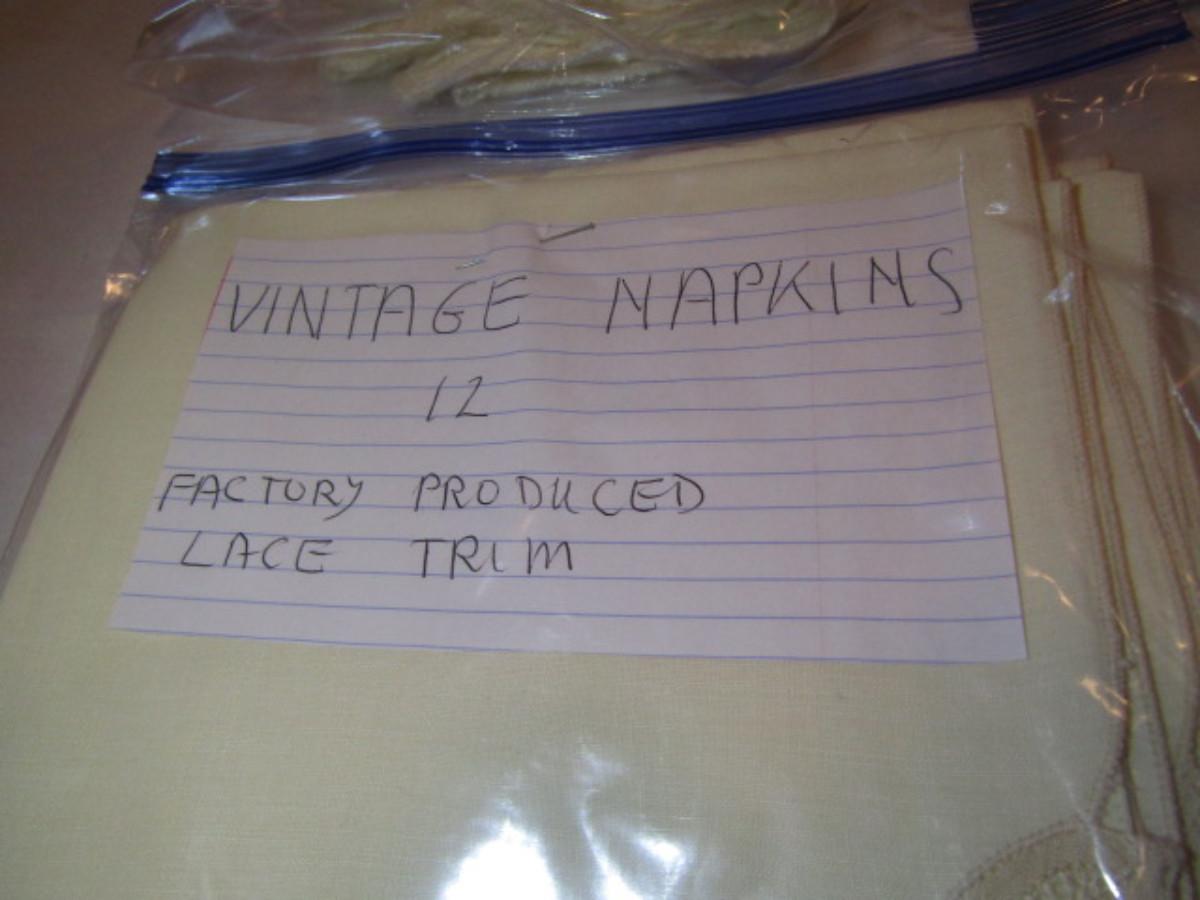 VINTAGE NAPKINS
12
FACTORY PRODUCED
LACE TRIM